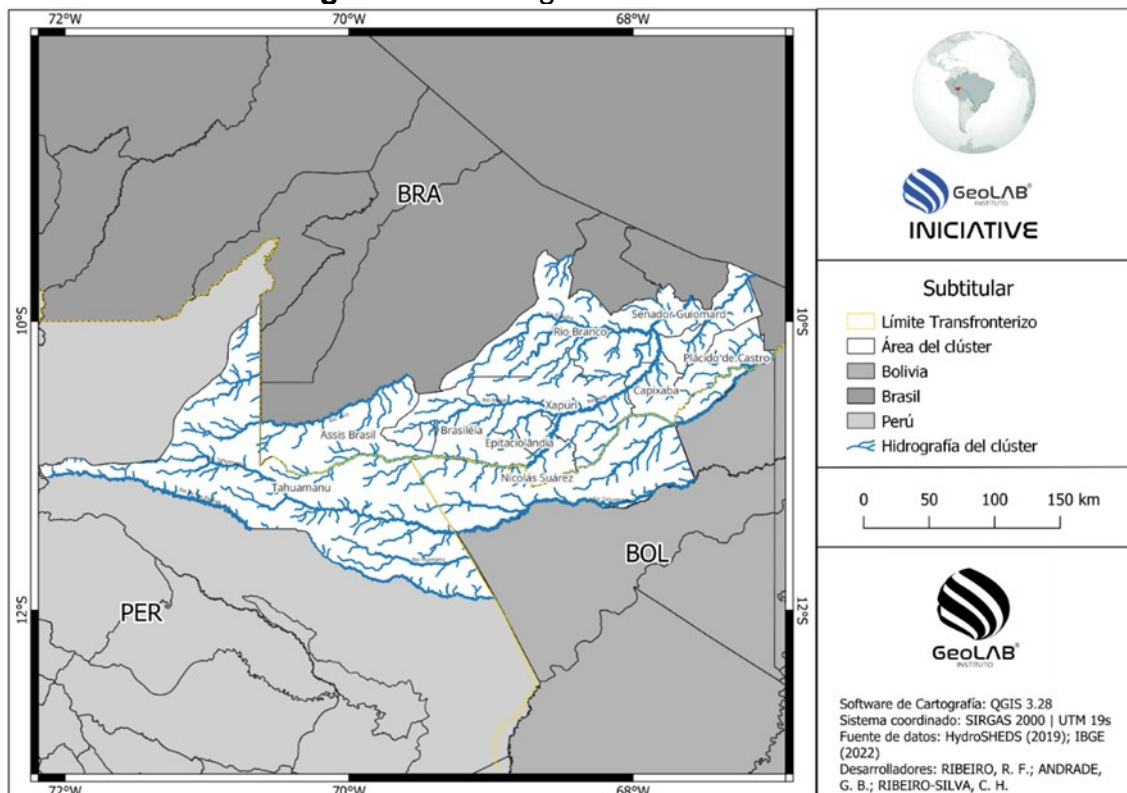 72°W 70°W 68°W
10°S 10°S
BRA
Senador Guiomard
Rio Branco
Plácido de Castro
Capixaba
Xapuri
Brasiléia
Assis Brasil
Epitaciolândia
Nicolás Suárez
Tahuamanu
BOL
PER
12°S 12°S
72°W 70°W 68°W
GeoLAB®
INSTITUTO
INICIATIVE
Subtitular
Límite Transfronterizo
Área del clúster
Bolivia
Brasil
Perú
Hidrografía del clúster
0 50 100 150 km
GeoLAB®
INSTITUTO
Software de Cartografía: QGIS 3.28
Sistema coordinado: SIRGAS 2000 | UTM 19s
Fuente de datos: HydroSHEDS (2019); IBGE
(2022)
Desarrolladores: RIBEIRO, R. F.; ANDRADE,
G. B.; RIBEIRO-SILVA, C. H.